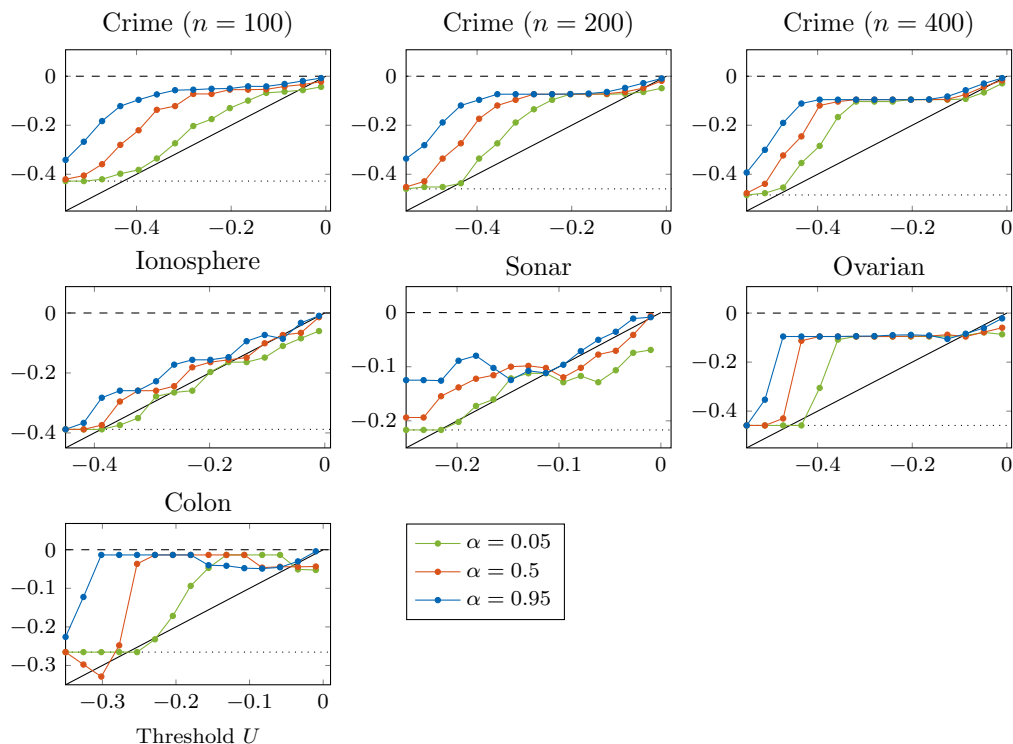 Crime (n = 100) Crime (n = 200) Crime (n = 400)
0 0 0
−0.2 −0.2 −0.2
−0.4 −0.4 −0.4
−0.4 −0.2 0 −0.4 −0.2 0 −0.4 −0.2 0
Ionosphere Sonar Ovarian
0 0 0
−0.2 −0.1 −0.2
−0.4 −0.2 −0.4
−0.4 −0.2 0 −0.2 −0.1 0 −0.4 −0.2 0
Colon
0
−0.1
−0.2
−0.3
−0.3 −0.2 −0.1 0
Threshold U
α = 0.05
α = 0.5
α = 0.95